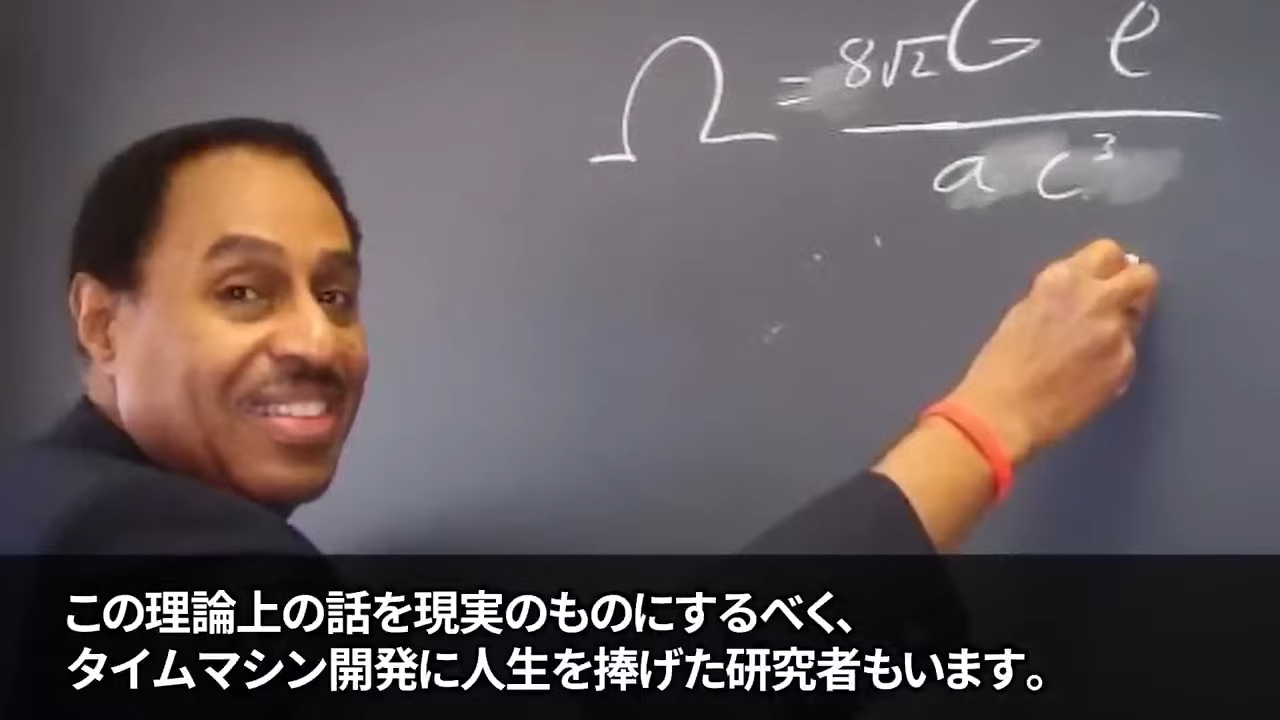 Ω = 8√2 G ρ
a c³
この理論上の話を現実のものにするべく、
タイムマシン開発に人生を捧げた研究者もいます。